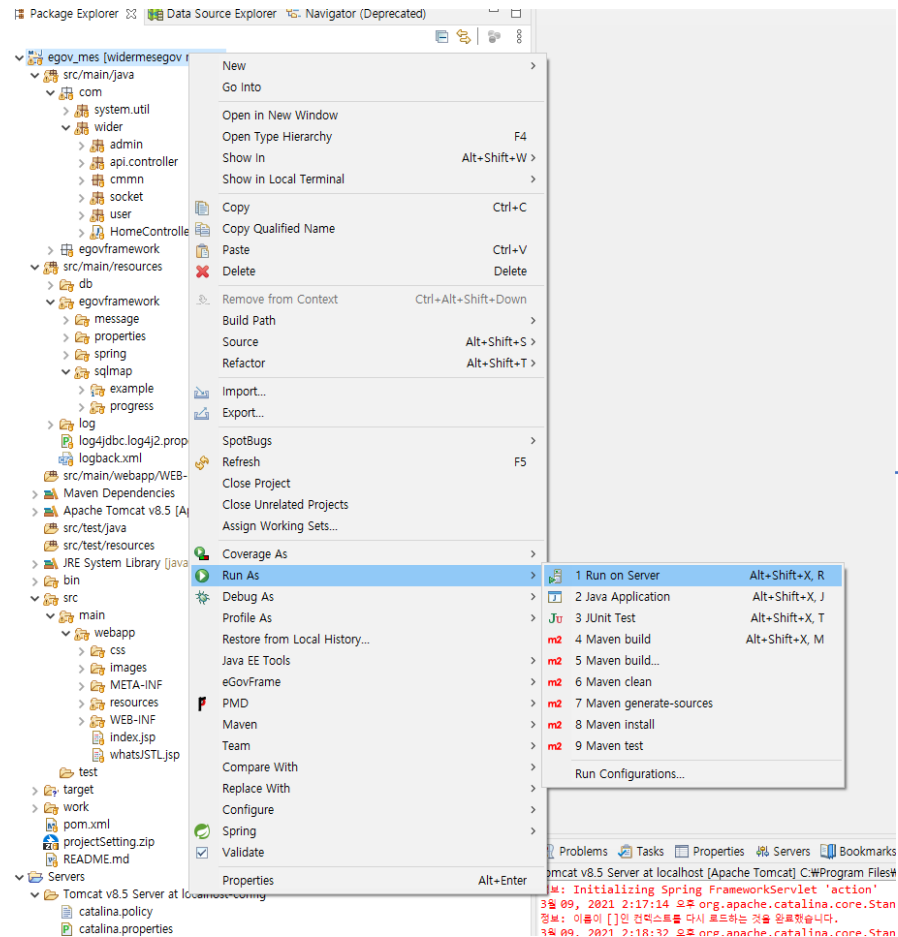 Package Explorer
Data Source Explorer
Navigator (Deprecated)
egov_mes [widermesegov
src/main/java
com
system.util
wider
admin
api.controller
cmmn
socket
user
HomeControlle
egovframework
src/main/resources
db
egovframework
message
properties
spring
sqlmap
example
progress
log
log4jdbc.log4j2.prop
logback.xml
src/main/webapp/WEB-
Maven Dependencies
Apache Tomcat v8.5 [A
src/test/java
src/test/resources
JRE System Library [java
bin
src
main
webapp
css
images
META-INF
resources
WEB-INF
index.jsp
whatsJSTL.jsp
test
target
work
pom.xml
projectSetting.zip
README.md
Servers
Tomcat v8.5 Server at localhost-config
catalina.policy
catalina.properties
New
Go Into
Open in New Window
Open Type Hierarchy F4
Show In Alt+Shift+W
Show in Local Terminal
Copy Ctrl+C
Copy Qualified Name
Paste Ctrl+V
Delete Delete
Remove from Context Ctrl+Alt+Shift+Down
Build Path
Source Alt+Shift+S
Refactor Alt+Shift+T
Import...
Export...
SpotBugs
Refresh F5
Close Project
Close Unrelated Projects
Assign Working Sets...
Coverage As
Run As
Debug As
Profile As
Restore from Local History...
Java EE Tools
eGovFrame
PMD
Maven
Team
Compare With
Replace With
Configure
Spring
Validate
Properties Alt+Enter
1 Run on Server Alt+Shift+X, R
2 Java Application Alt+Shift+X, J
3 JUnit Test Alt+Shift+X, T
4 Maven build Alt+Shift+X, M
5 Maven build...
6 Maven clean
7 Maven generate-sources
8 Maven install
9 Maven test
Run Configurations...
Problems Tasks Properties Servers Bookmarks
omcat v8.5 Server at localhost [Apache Tomcat] C:₩Program Files₩
보: Initializing Spring FrameworkServlet 'action'
3월 09, 2021 2:17:14 오후 org.apache.catalina.core.Stan
정보: 이름이 []인 컨텍스트를 다시 로드하는 것을 완료했습니다.
3월 09, 2021 2:18:32 오후 org.apache.catalina.core.Stan